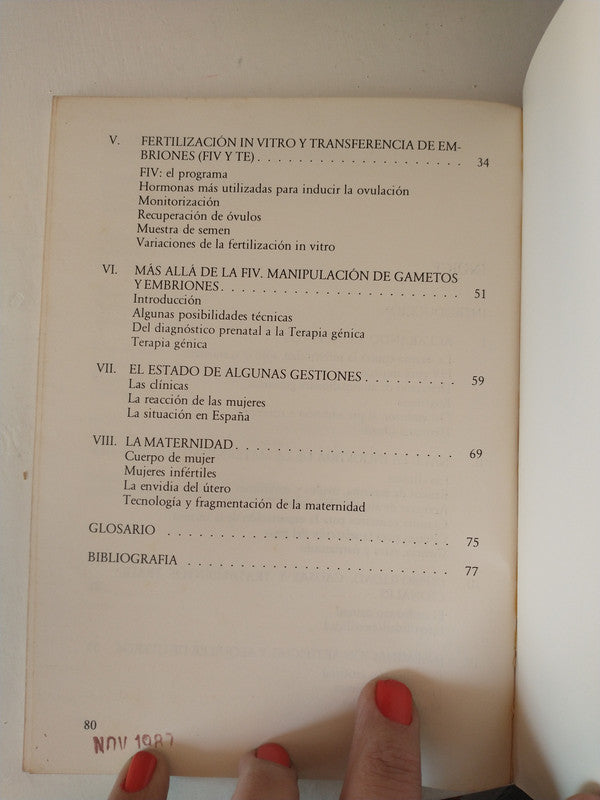 V. FERTILIZACIÓN IN VITRO Y TRANSFERENCIA DE EM-
BRIONES (FIV Y TE) . . . . . . . . . . . . . . . . . . 34
FIV: el programa
Hormonas más utilizadas para inducir la ovulación
Monitorización
Recuperación de óvulos
Muestra de semen
Variaciones de la fertilización in vitro
VI. MÁS ALLÁ DE LA FIV. MANIPULACIÓN DE GAMETOS
Y EMBRIONES . . . . . . . . . . . . . . . . . . . . . 51
Introducción
Algunas posibilidades técnicas
Del diagnóstico prenatal a la Terapia génica
Terapia génica
VII. EL ESTADO DE ALGUNAS GESTIONES . . . . . . . . 59
Las clínicas
La reacción de las mujeres
La situación en España
VIII. LA MATERNIDAD . . . . . . . . . . . . . . . . . . . 69
Cuerpo de mujer
Mujeres infértiles
La envidia del útero
Tecnología y fragmentación de la maternidad
GLOSARIO . . . . . . . . . . . . . . . . . . . . . . . . 75
BIBLIOGRAFIA . . . . . . . . . . . . . . . . . . . . . . 77
80
NOV 1987